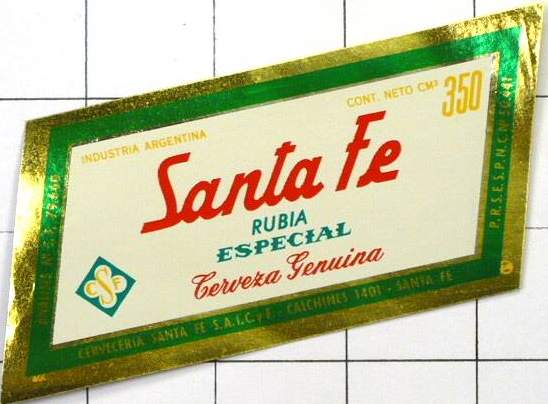 INDUSTRIA ARGENTINA
CONT. NETO CM³ 350
Santa Fe
RUBIA
ESPECIAL
Cerveza Genuina
CSF
CERVECERÍA SANTA FE S.A.I.C. y F. - CALCHINES 1401 - SANTA FE